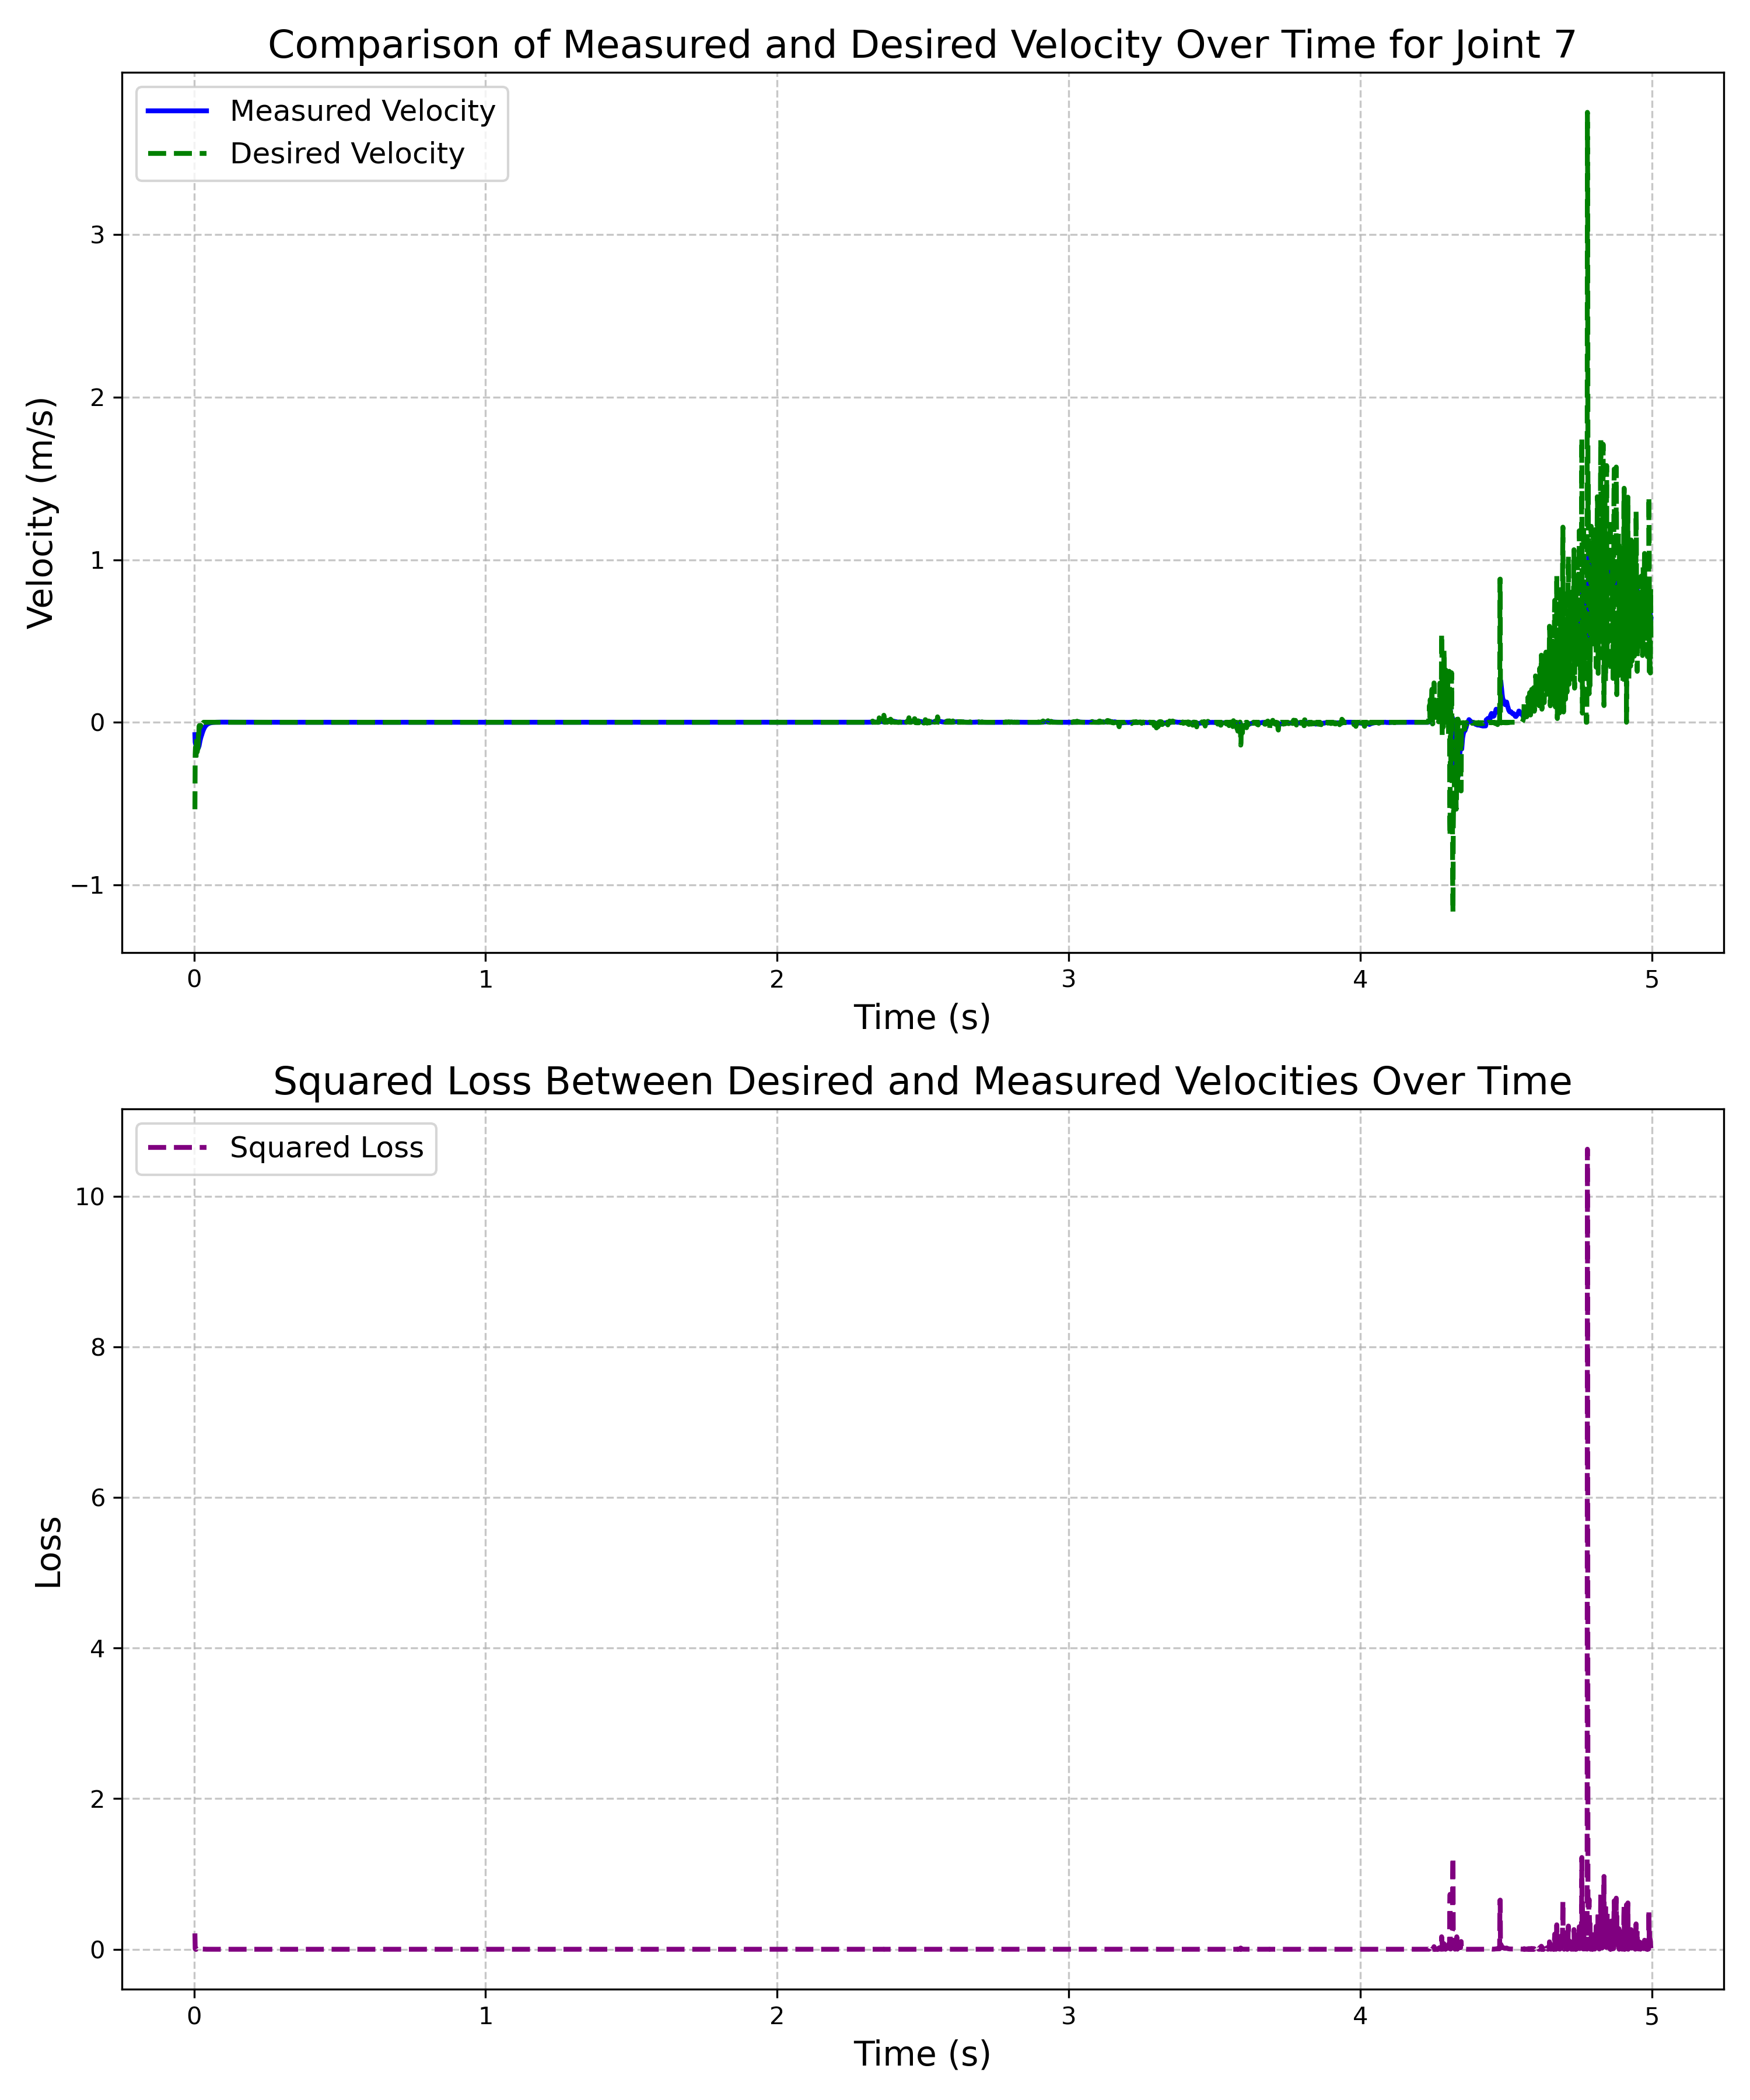 Comparison of Measured and Desired Velocity Over Time for Joint 7
Measured Velocity
Desired Velocity
Velocity (m/s)
3
2
1
0
−1
0 1 2 3 4 5
Time (s)
Squared Loss Between Desired and Measured Velocities Over Time
Squared Loss
Loss
10
8
6
4
2
0
0 1 2 3 4 5
Time (s)